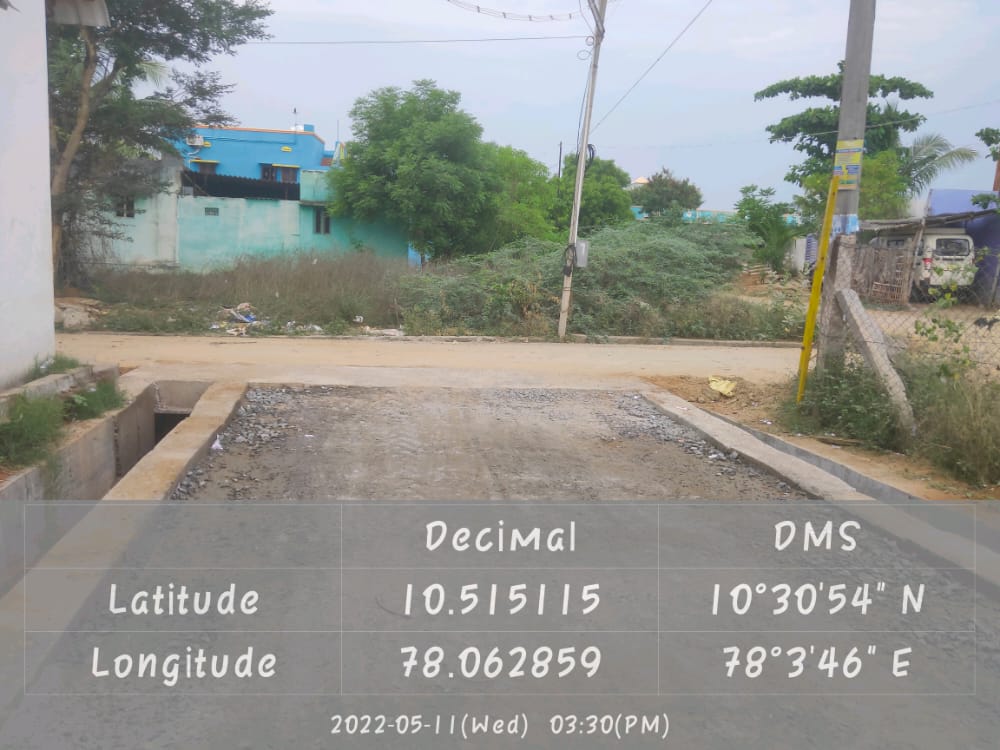 Decimal DMS
Latitude 10.515115 10°30'54" N
Longitude 78.062859 78°3'46" E
2022-05-11(Wed) 03:30(PM)